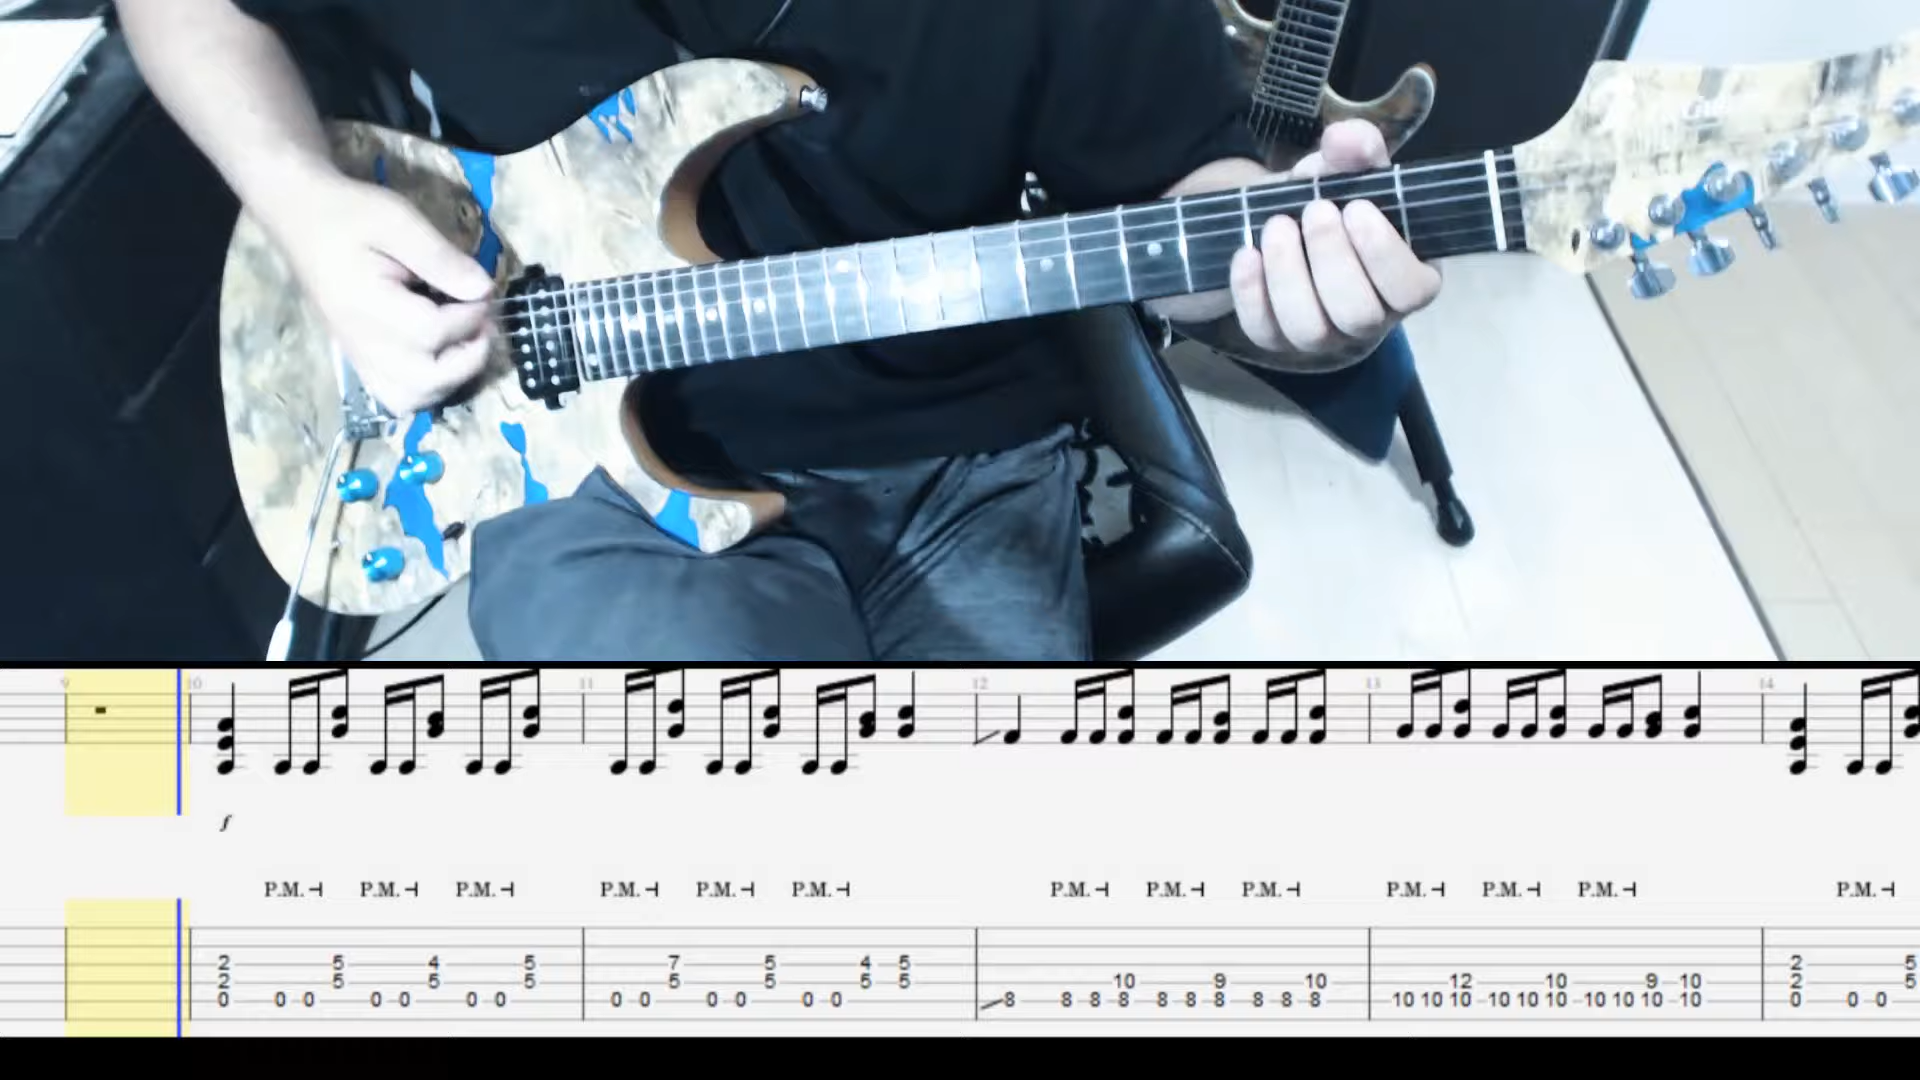 9 10 11 12 13 14
f
P.M. P.M. P.M. P.M. P.M. P.M. P.M. P.M. P.M. P.M. P.M. P.M. P.M.
2 5 4 5 7 5 4 5 2 5
2 5 5 5 5 5 5 5 10 9 10 12 10 9 10 2 5
0 0 0 0 0 0 0 0 0 0 0 0 0 8 8 8 8 8 8 8 8 8 8 10 10 10 10 10 10 10 10 10 0 0 0